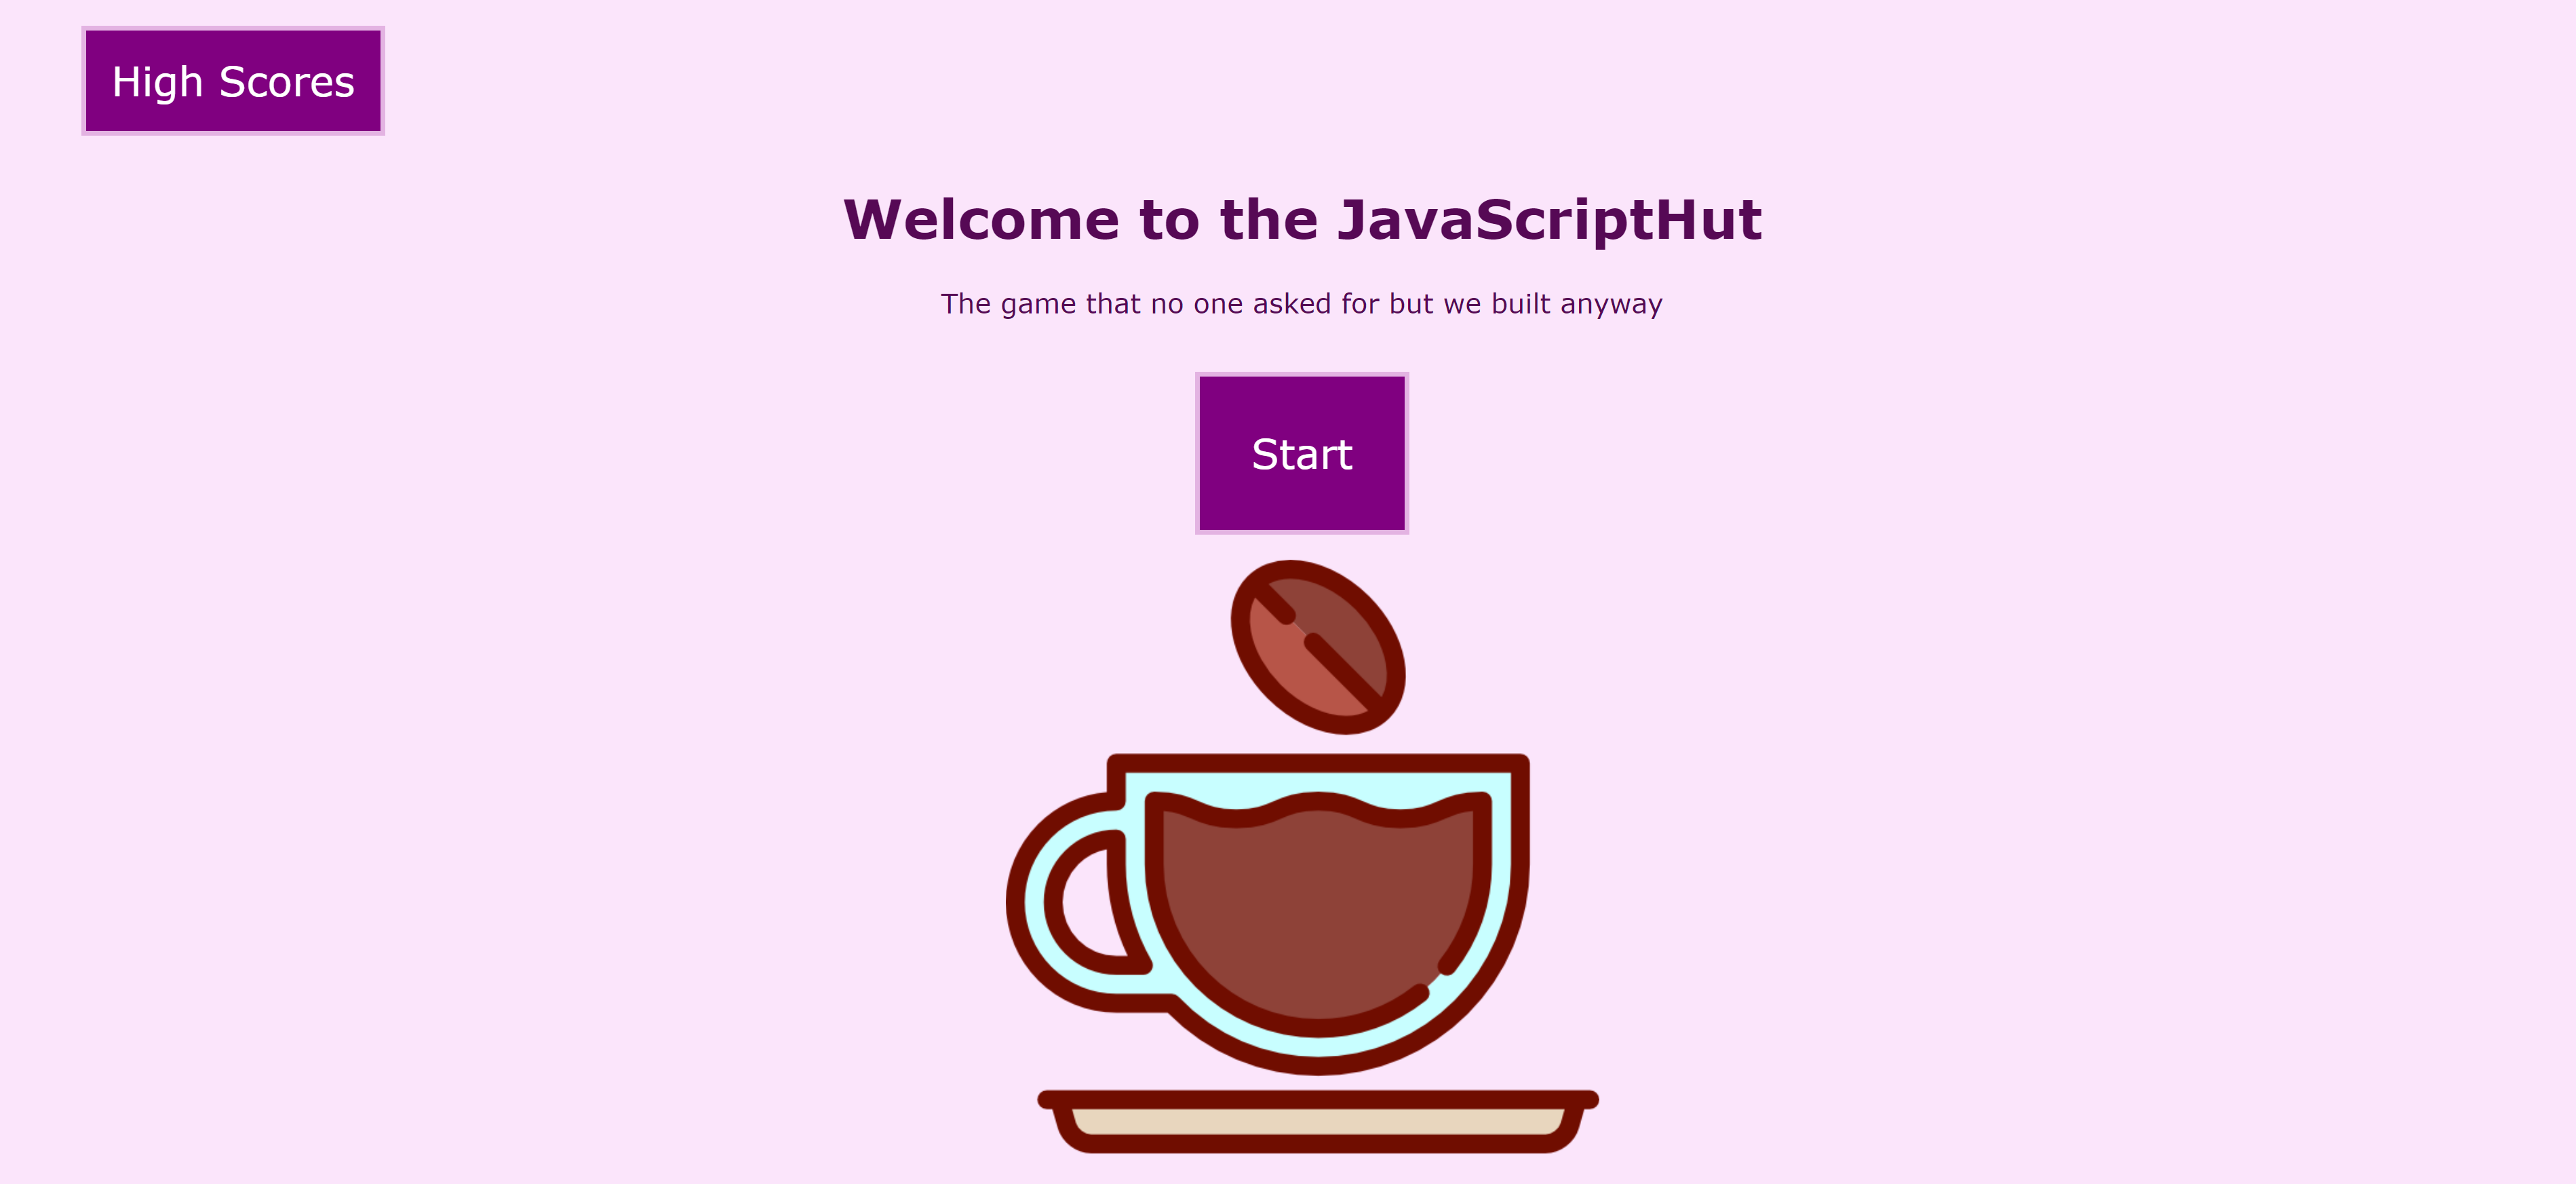 High Scores
Welcome to the JavaScriptHut
The game that no one asked for but we built anyway
Start